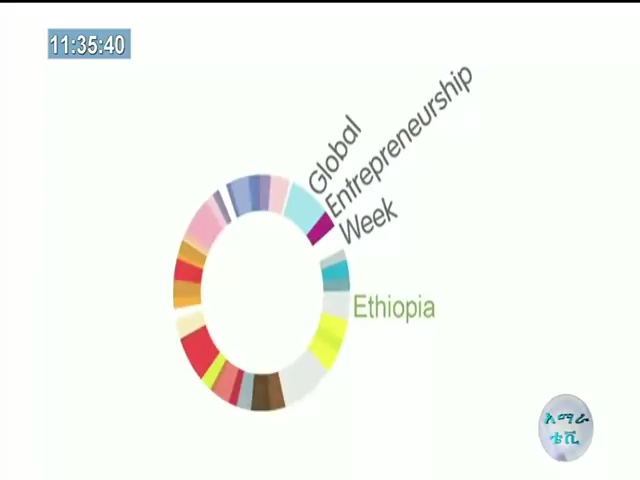 11:35:40
Global
Entrepreneurship
Week
Ethiopia
አማራ
ቴቪ